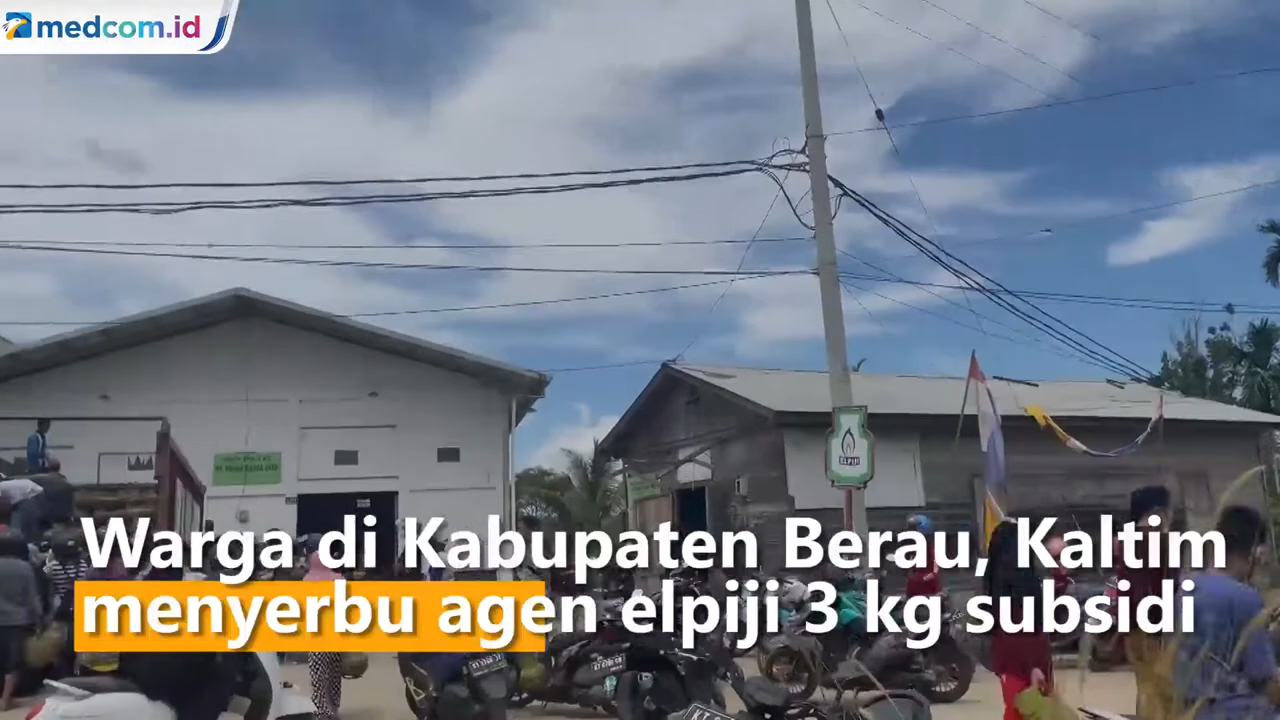 medcom.id
ELPIJI
Warga di Kabupaten Berau, Kaltim
menyerbu agen elpiji 3 kg subsidi